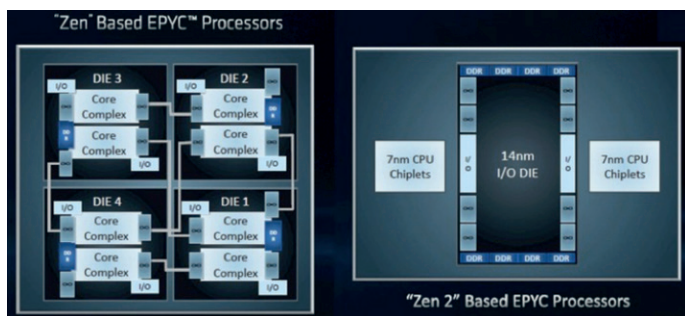 "Zen" Based EPYC™ Processors
DIE 3
I/O
Core
Complex
Core
Complex
I/O
DIE 2
I/O
Core
Complex
Core
Complex
I/O
DIE 4
I/O
Core
Complex
Core
Complex
I/O
DIE 1
I/O
Core
Complex
Core
Complex
I/O
DDR DDR DDR DDR
7nm CPU
Chiplets
I/O
14nm
I/O DIE
I/O
7nm CPU
Chiplets
DDR DDR DDR DDR
"Zen 2" Based EPYC Processors